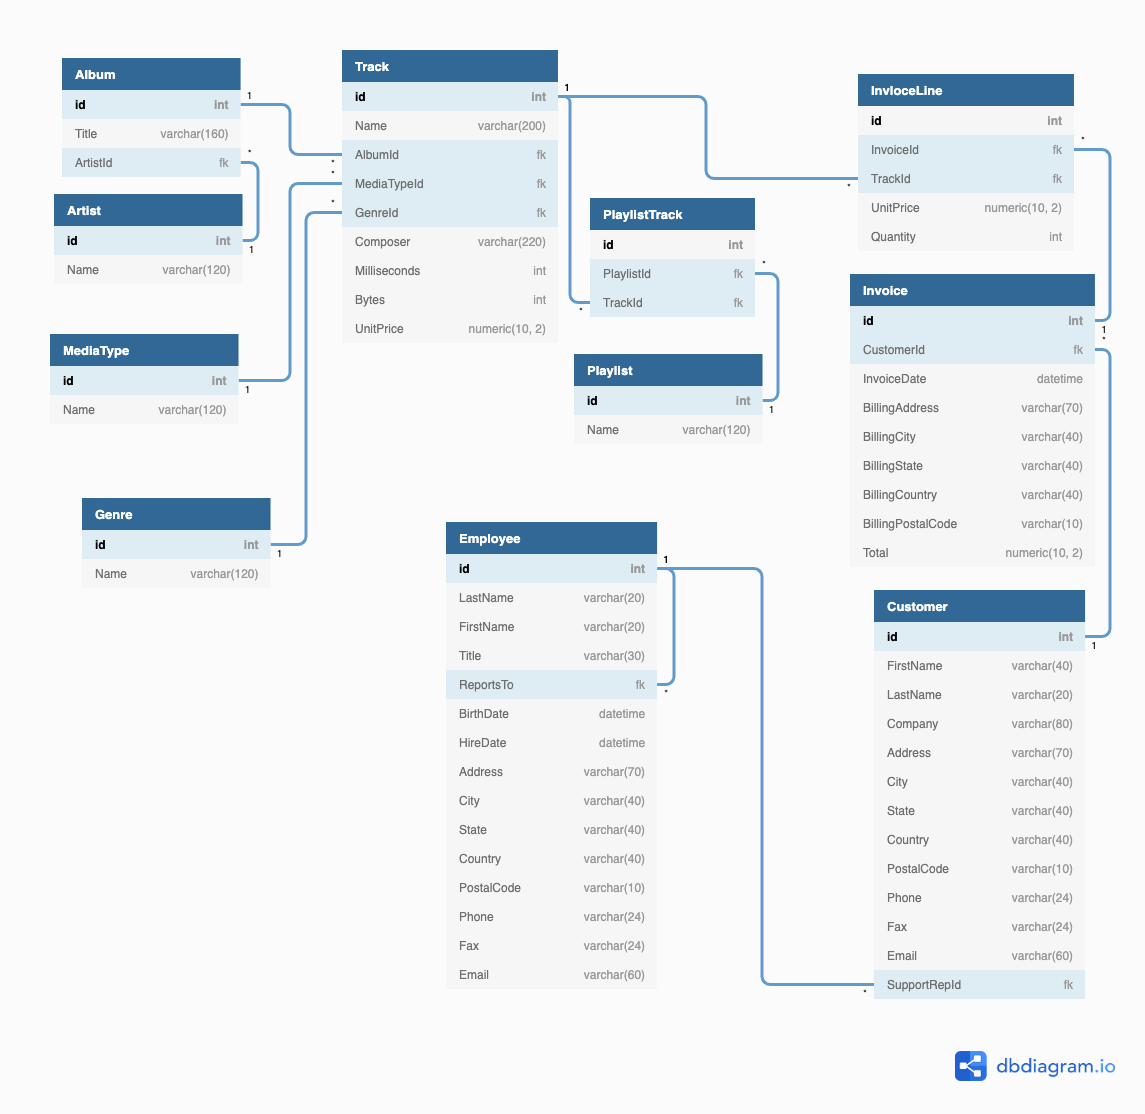 Album
id int
Title varchar(160)
ArtistId fk
1
*
Artist
id int
Name varchar(120)
1
MediaType
id int
Name varchar(120)
1
Genre
id int
Name varchar(120)
1
Track
id int
Name varchar(200)
AlbumId fk
MediaTypeId fk
GenreId fk
Composer varchar(220)
Milliseconds int
Bytes int
UnitPrice numeric(10, 2)
1
*
*
*
PlaylistTrack
id int
PlaylistId fk
TrackId fk
*
*
Playlist
id int
Name varchar(120)
1
InvloceLine
id int
InvoiceId fk
TrackId fk
UnitPrice numeric(10, 2)
Quantity int
*
*
Invoice
id int
CustomerId fk
InvoiceDate datetime
BillingAddress varchar(70)
BillingCity varchar(40)
BillingState varchar(40)
BillingCountry varchar(40)
BillingPostalCode varchar(10)
Total numeric(10, 2)
1
*
Employee
id int
LastName varchar(20)
FirstName varchar(20)
Title varchar(30)
ReportsTo fk
BirthDate datetime
HireDate datetime
Address varchar(70)
City varchar(40)
State varchar(40)
Country varchar(40)
PostalCode varchar(10)
Phone varchar(24)
Fax varchar(24)
Email varchar(60)
1
*
Customer
id int
FirstName varchar(40)
LastName varchar(20)
Company varchar(80)
Address varchar(70)
City varchar(40)
State varchar(40)
Country varchar(40)
PostalCode varchar(10)
Phone varchar(24)
Fax varchar(24)
Email varchar(60)
SupportRepId fk
1
*
dbdiagram.io